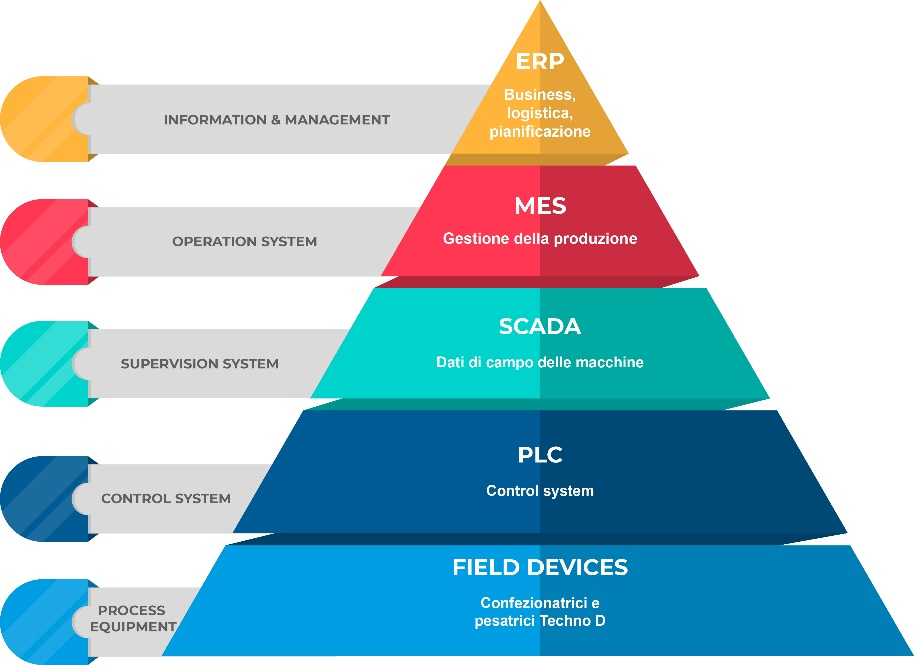 ERP
Business,
logistica,
pianificazione
INFORMATION & MANAGEMENT
MES
Gestione della produzione
OPERATION SYSTEM
SCADA
Dati di campo delle macchine
SUPERVISION SYSTEM
PLC
Control system
CONTROL SYSTEM
FIELD DEVICES
Confezionatrici e
pesatrici Techno D
PROCESS
EQUIPMENT